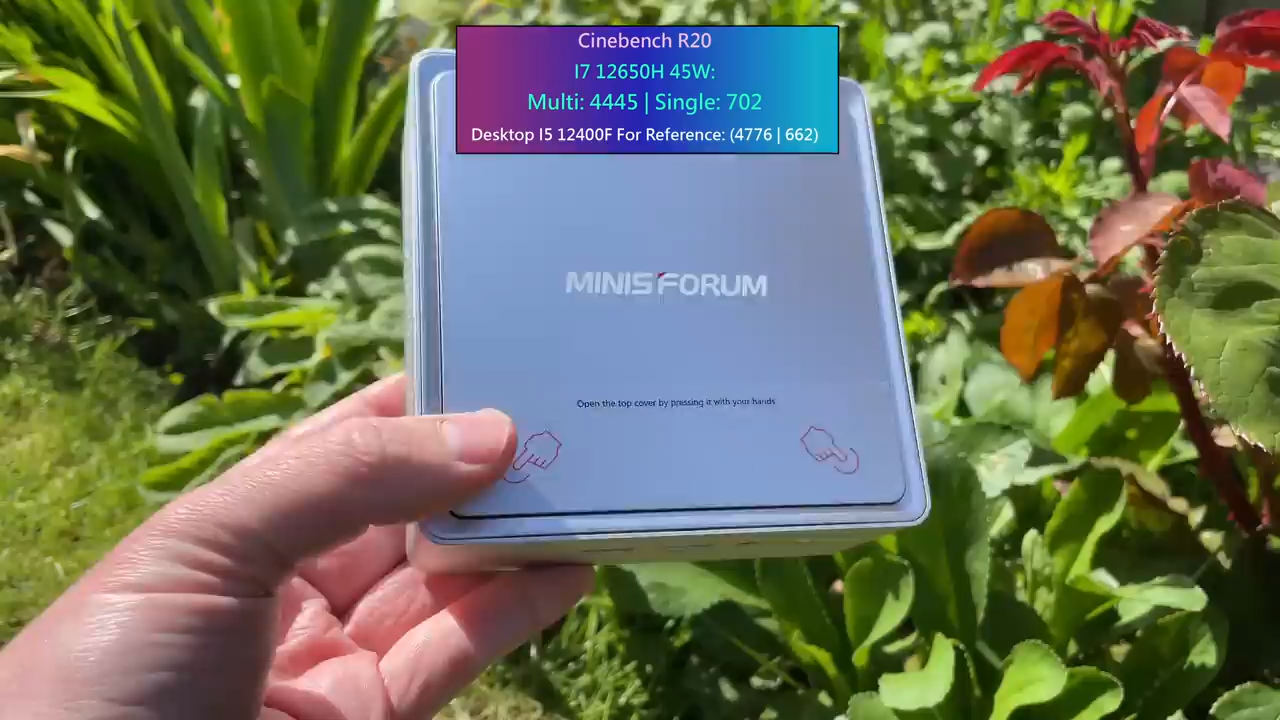 Cinebench R20
I7 12650H 45W:
Multi: 4445 | Single: 702
Desktop I5 12400F For Reference: (4776 | 662)
MINISFORUM
Open the top cover by pressing it with your hands